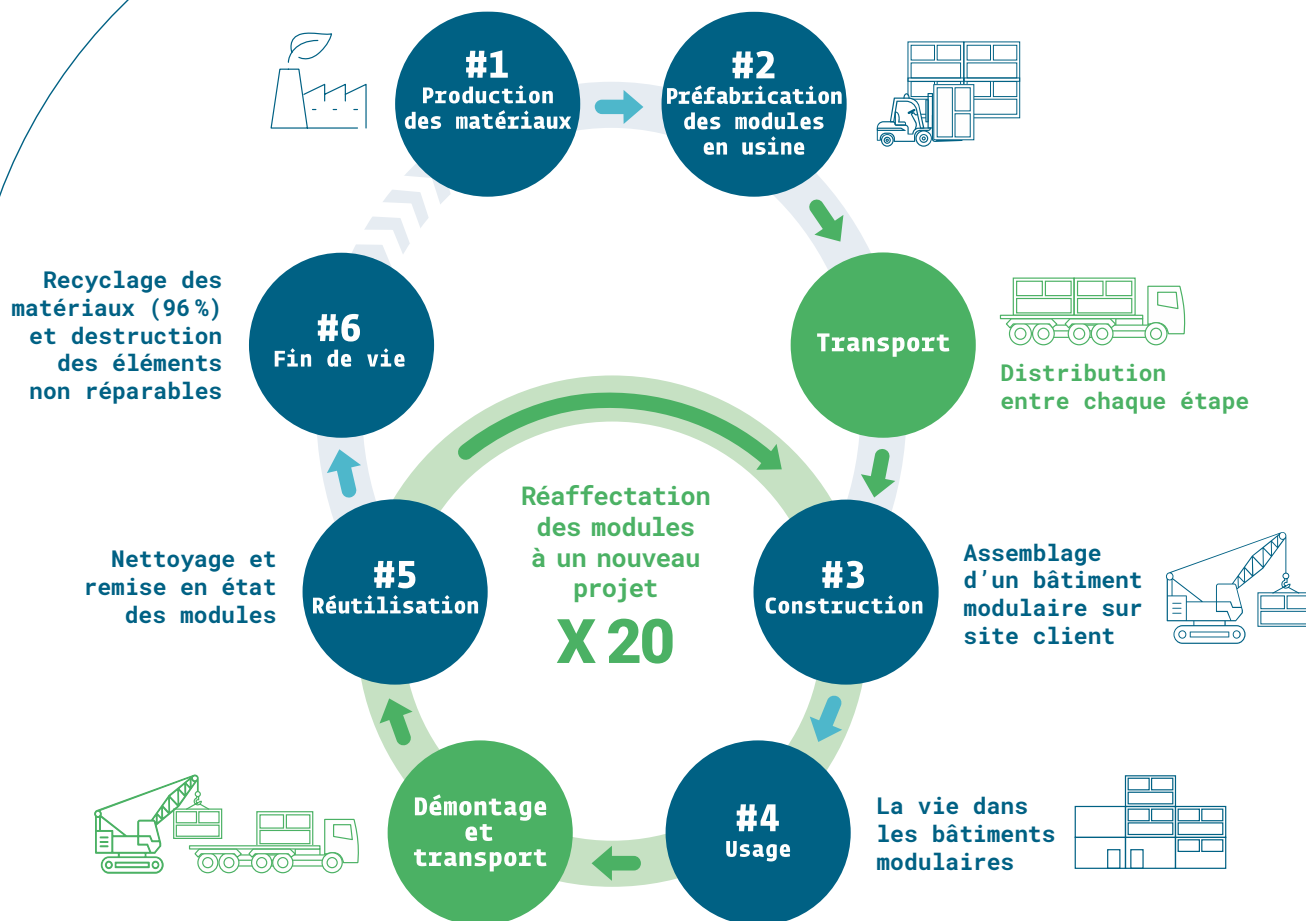 #1
Production
des matériaux
#2
Préfabrication
des modules
en usine
Transport
Distribution
entre chaque étape
#3
Construction
Assemblage
d’un bâtiment
modulaire sur
site client
#4
Usage
La vie dans
les bâtiments
modulaires
Démontage
et
transport
#5
Réutilisation
Nettoyage et
remise en état
des modules
Réaffectation
des modules
à un nouveau
projet
X 20
#6
Fin de vie
Recyclage des
matériaux (96 %)
et destruction
des éléments
non réparables